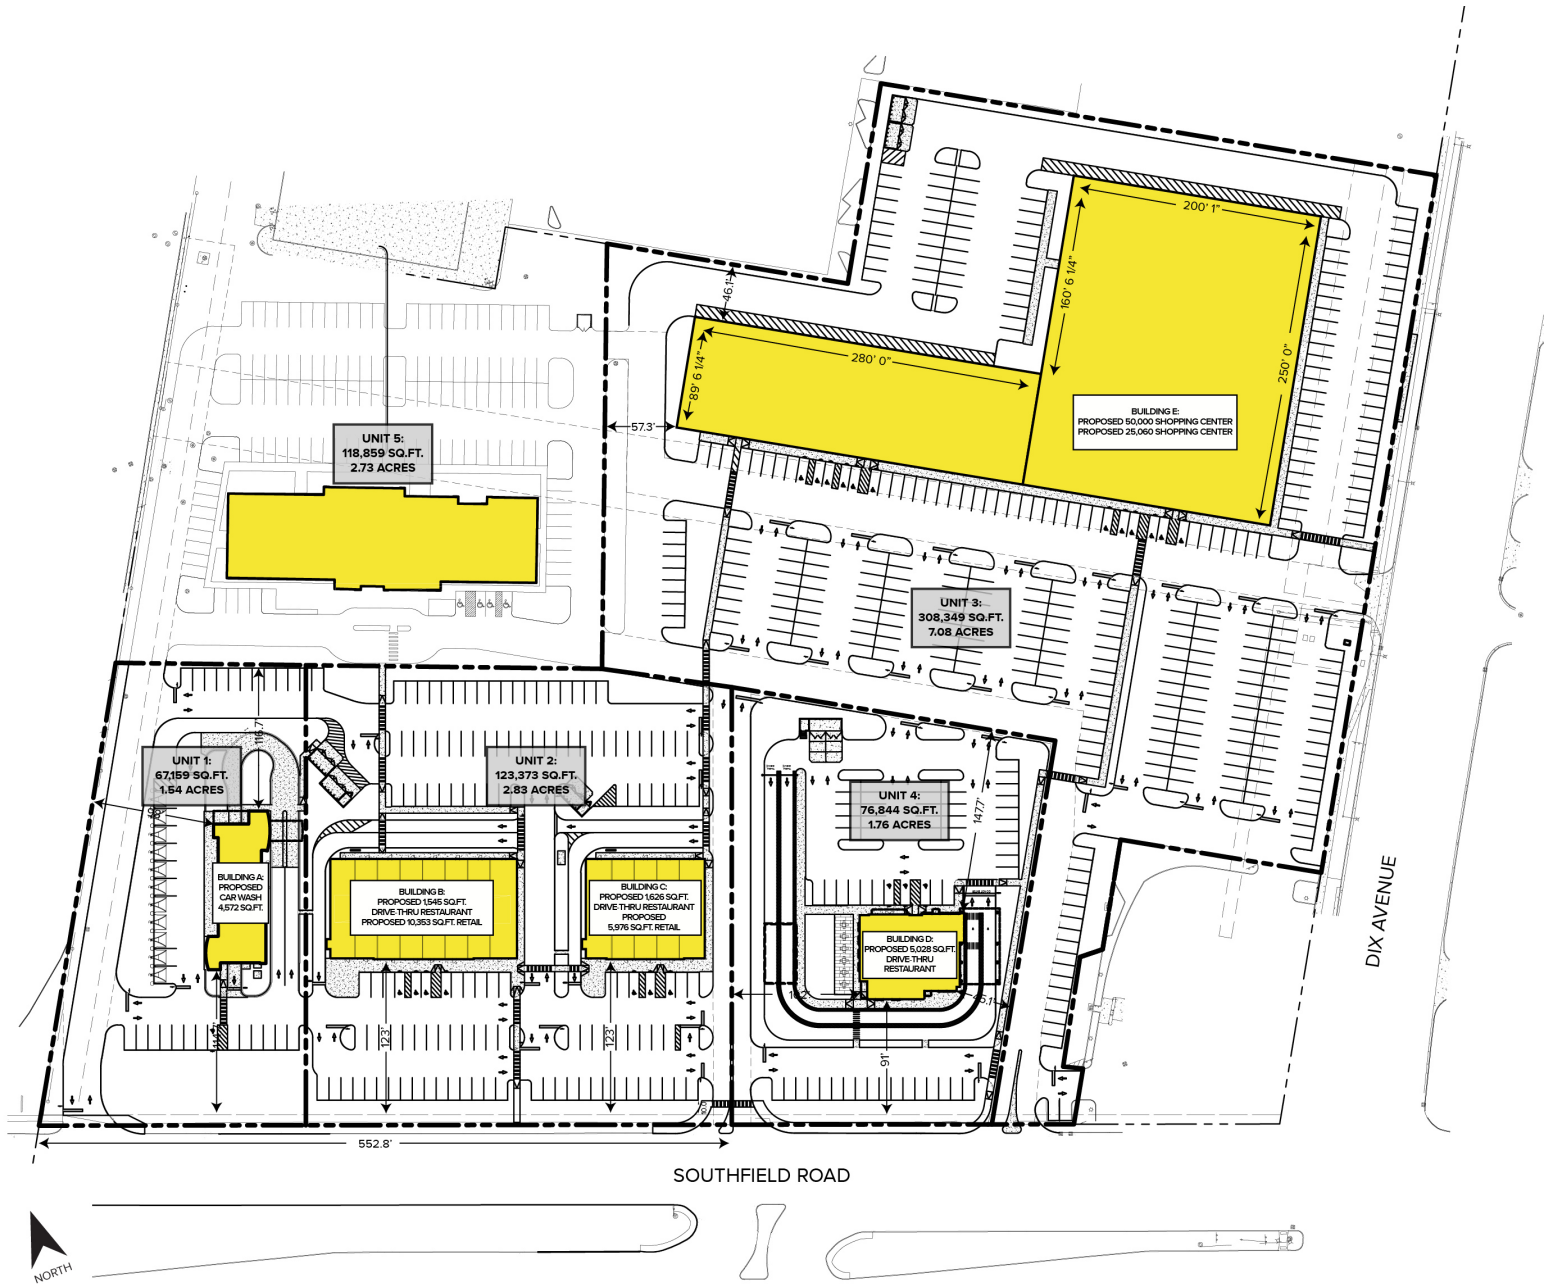 200' 1"
46.1'
160' 6 1/4"
280' 0"
89' 6 1/4"
250' 0"
BUILDING E:
PROPOSED 50,000 SHOPPING CENTER
PROPOSED 25,060 SHOPPING CENTER
57.3'
UNIT 5:
118,859 SQ.FT.
2.73 ACRES
UNIT 3:
308,349 SQ.FT.
7.08 ACRES
116.7'
UNIT 1:
67,159 SQ.FT.
1.54 ACRES
UNIT 2:
123,373 SQ.FT.
2.83 ACRES
UNIT 4:
76,844 SQ.FT.
1.76 ACRES
147.7'
BUILDING A:
PROPOSED
CAR WASH
4,572 SQ.FT.
BUILDING B:
PROPOSED 1,545 SQ.FT.
DRIVE-THRU RESTAURANT
PROPOSED 10,353 SQ.FT. RETAIL
BUILDING C:
PROPOSED 1,626 SQ.FT.
DRIVE-THRU RESTAURANT
PROPOSED
5,976 SQ.FT. RETAIL
BUILDING D:
PROPOSED 5,028 SQ.FT.
DRIVE-THRU
RESTAURANT
DIX AVENUE
123'
123'
91'
552.8'
SOUTHFIELD ROAD
NORTH